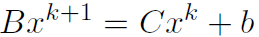 Bx^{k+1} = Cx^k + b